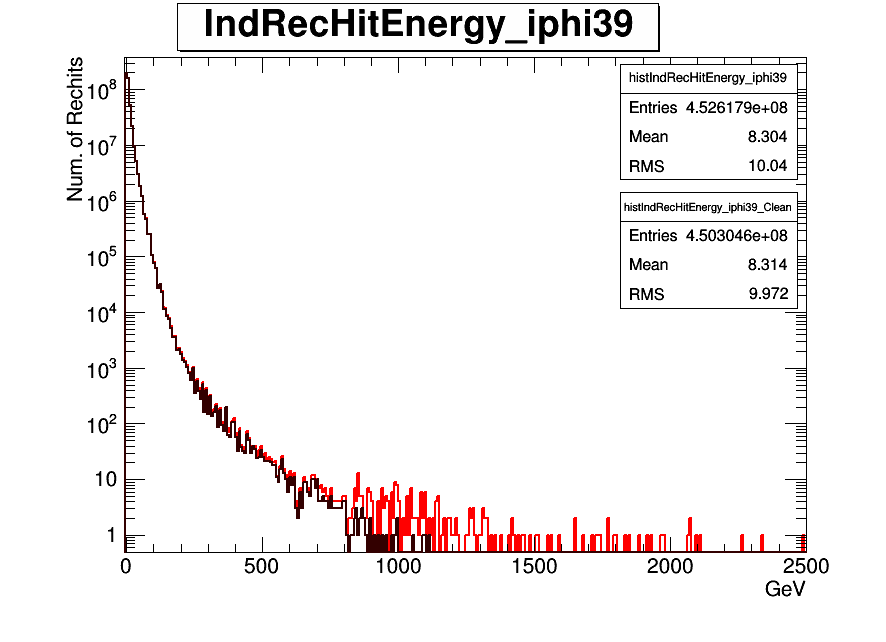 IndRecHitEnergy_iphi39
histIndRecHitEnergy_iphi39
Entries 4.526179e+08
Mean 8.304
RMS 10.04
histIndRecHitEnergy_iphi39_Clean
Entries 4.503046e+08
Mean 8.314
RMS 9.972
Num. of Rechits
10^8
10^7
10^6
10^5
10^4
10^3
10^2
10
1
0 500 1000 1500 2000 2500
GeV